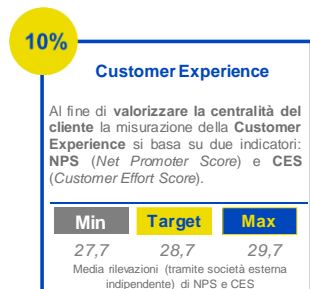 10%
Customer Experience
Al fine di valorizzare la centralità del
cliente la misurazione della Customer
Experience si basa su due indicatori:
NPS (Net Promoter Score) e CES
(Customer Effort Score).
Min Target Max
27,7 28,7 29,7
Media rilevazioni (tramite società esterna
indipendente) di NPS e CES